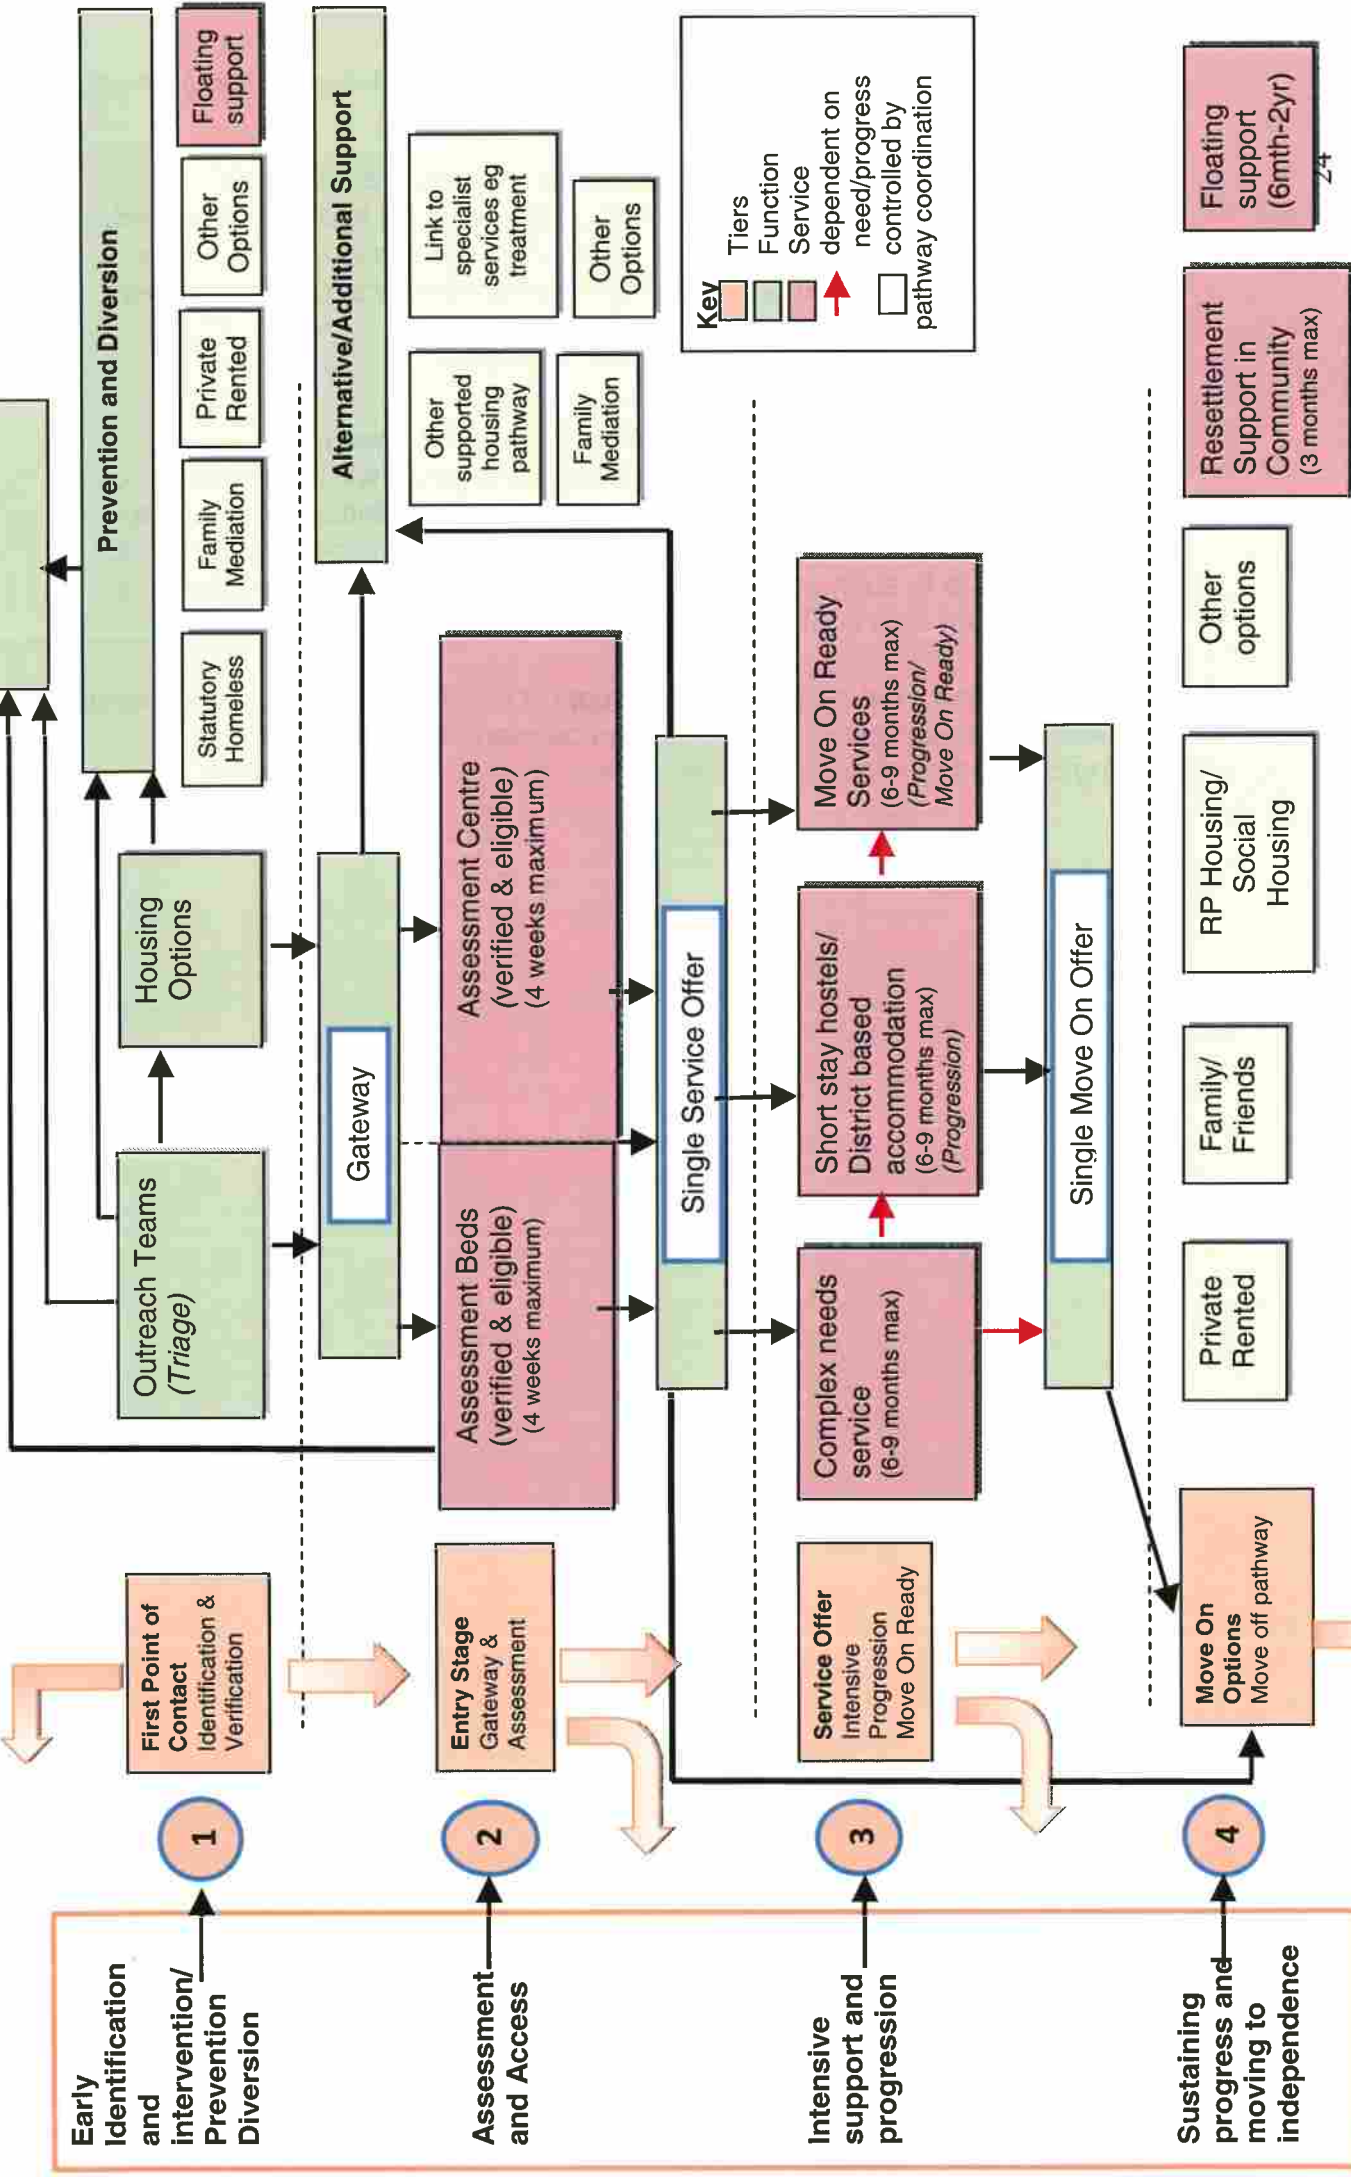 Early
Identification
and
intervention/
Prevention
Diversion
1
First Point of
Contact
Identification &
Verification
Outreach Teams
(Triage)
Housing
Options
Prevention and Diversion
Statutory
Homeless
Family
Mediation
Private
Rented
Other
Options
Floating
support
Assessment
and Access
2
Entry Stage
Gateway &
Assessment
Gateway
Alternative/Additional Support
Assessment Beds
(verified & eligible)
(4 weeks maximum)
Assessment Centre
(verified & eligible)
(4 weeks maximum)
Other
supported
housing
pathway
Link to
specialist
services eg
treatment
Family
Mediation
Other
Options
Single Service Offer
Key
Tiers
Function
Service
dependent on
need/progress
controlled by
pathway coordination
Intensive
support and
progression
3
Service Offer
Intensive
Progression
Move On Ready
Complex needs
service
(6-9 months max)
Short stay hostels/
District based
accommodation
(6-9 months max)
(Progression)
Move On Ready
Services
(6-9 months max)
(Progression/
Move On Ready)
Single Move On Offer
Sustaining
progress and
moving to
independence
4
Move On
Options
Move off pathway
Private
Rented
Family/
Friends
RP Housing/
Social
Housing
Other
options
Resettlement
Support in
Community
(3 months max)
Floating
support
(6mth-2yr)
24